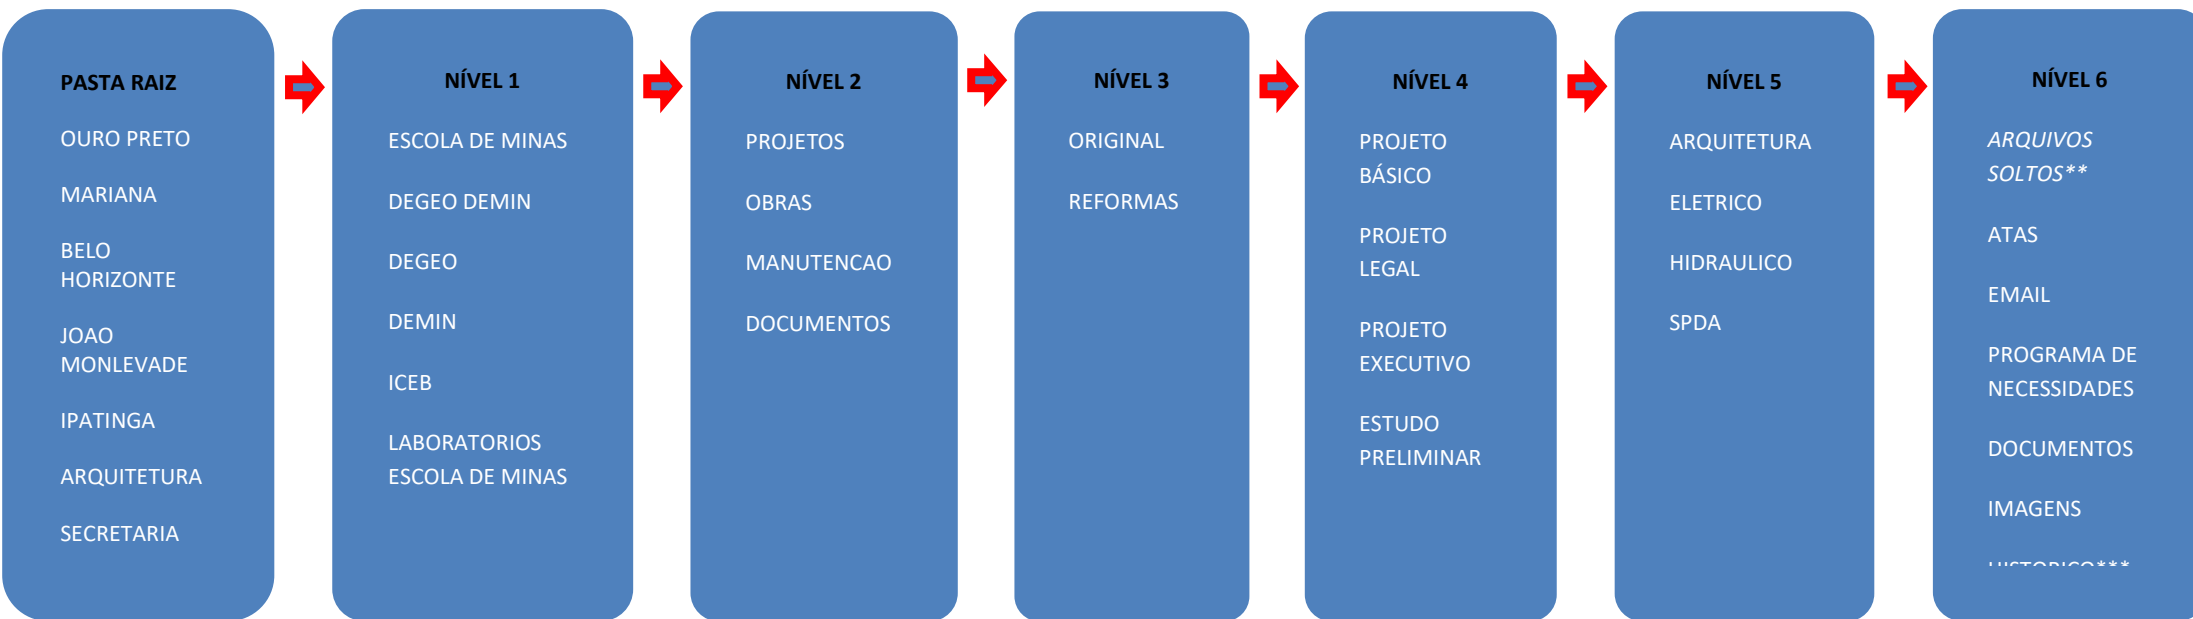 PASTA RAIZ
OURO PRETO
MARIANA
BELO
HORIZONTE
JOAO
MONLEVADE
IPATINGA
ARQUITETURA
SECRETARIA
NÍVEL 1
ESCOLA DE MINAS
DEGEO DEMIN
DEGEO
DEMIN
ICEB
LABORATORIOS
ESCOLA DE MINAS
NÍVEL 2
PROJETOS
OBRAS
MANUTENCAO
DOCUMENTOS
NÍVEL 3
ORIGINAL
REFORMAS
NÍVEL 4
PROJETO
BÁSICO
PROJETO
LEGAL
PROJETO
EXECUTIVO
ESTUDO
PRELIMINAR
NÍVEL 5
ARQUITETURA
ELETRICO
HIDRAULICO
SPDA
NÍVEL 6
ARQUIVOS
SOLTOS**
ATAS
EMAIL
PROGRAMA DE
NECESSIDADES
DOCUMENTOS
IMAGENS
HISTORICO***